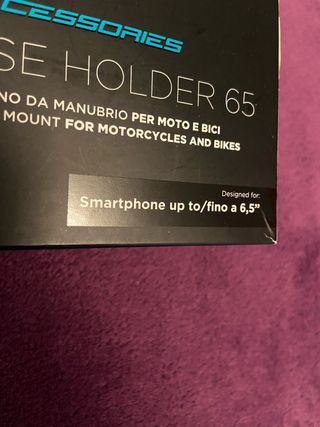 CCESSORIES
SE HOLDER 65
NO DA MANUBRIO PER MOTO E BICI
MOUNT FOR MOTORCYCLES AND BIKES
Designed for:
Smartphone up to/fino a 6,5"